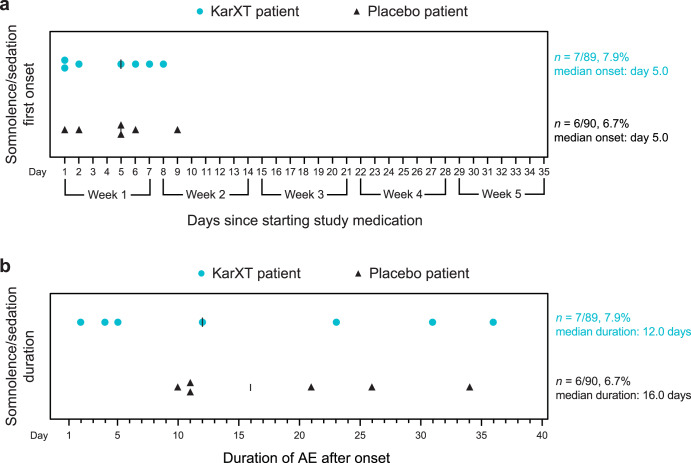 a
KarXT patient
Placebo patient
Somnolence/sedation
first onset
n = 7/89, 7.9%
median onset: day 5.0
n = 6/90, 6.7%
median onset: day 5.0
Day
1 2 3 4 5 6 7 8 9 10 11 12 13 14 15 16 17 18 19 20 21 22 23 24 25 26 27 28 29 30 31 32 33 34 35
Week 1 Week 2 Week 3 Week 4 Week 5
Days since starting study medication
b
KarXT patient
Placebo patient
Somnolence/sedation
duration
n = 7/89, 7.9%
median duration: 12.0 days
n = 6/90, 6.7%
median duration: 16.0 days
Day
1 5 10 15 20 25 30 35 40
Duration of AE after onset